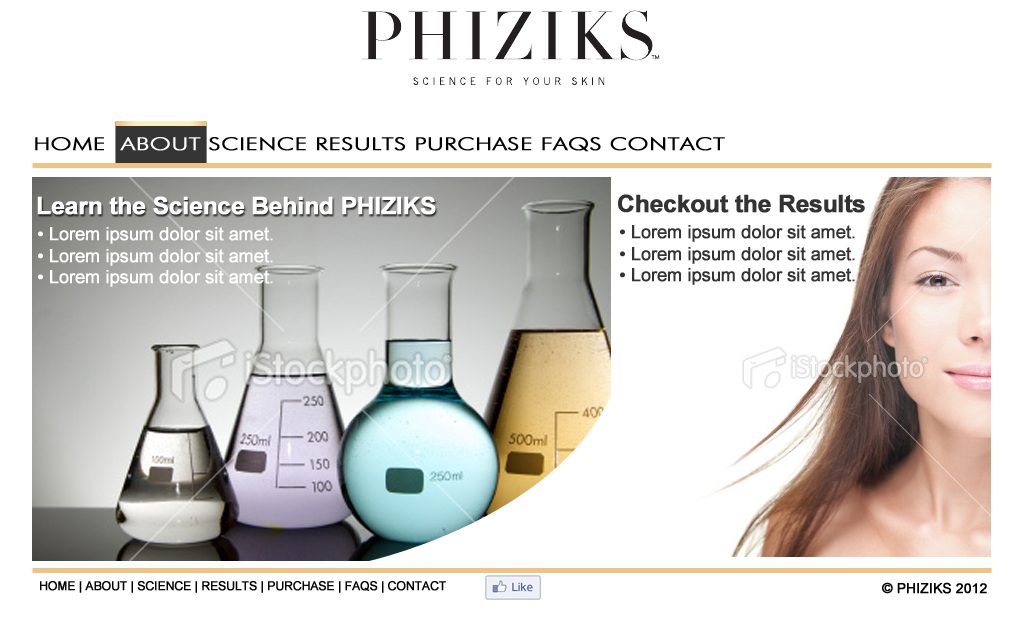 PHIZIKS™
SCIENCE FOR YOUR SKIN
HOME ABOUT SCIENCE RESULTS PURCHASE FAQS CONTACT
Learn the Science Behind PHIZIKS
• Lorem ipsum dolor sit amet.
• Lorem ipsum dolor sit amet.
• Lorem ipsum dolor sit amet.
Checkout the Results
• Lorem ipsum dolor sit amet.
• Lorem ipsum dolor sit amet.
• Lorem ipsum dolor sit amet.
iStockphoto®
iStockphoto®
100ml
250ml
250
200
150
100
250ml
500ml
400
HOME | ABOUT | SCIENCE | RESULTS | PURCHASE | FAQS | CONTACT
Like
© PHIZIKS 2012